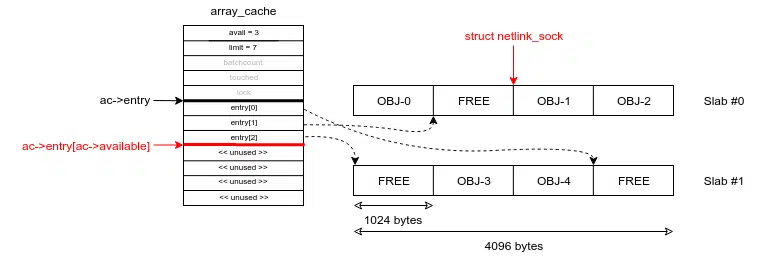 array_cache
avail = 3
limit = 7
batchcount
touched
lock
ac->entry
entry[0]
entry[1]
entry[2]
ac->entry[ac->available]
<< unused >>
<< unused >>
<< unused >>
<< unused >>
struct netlink_sock
OBJ-0 FREE OBJ-1 OBJ-2 Slab #0
FREE OBJ-3 OBJ-4 FREE Slab #1
1024 bytes
4096 bytes